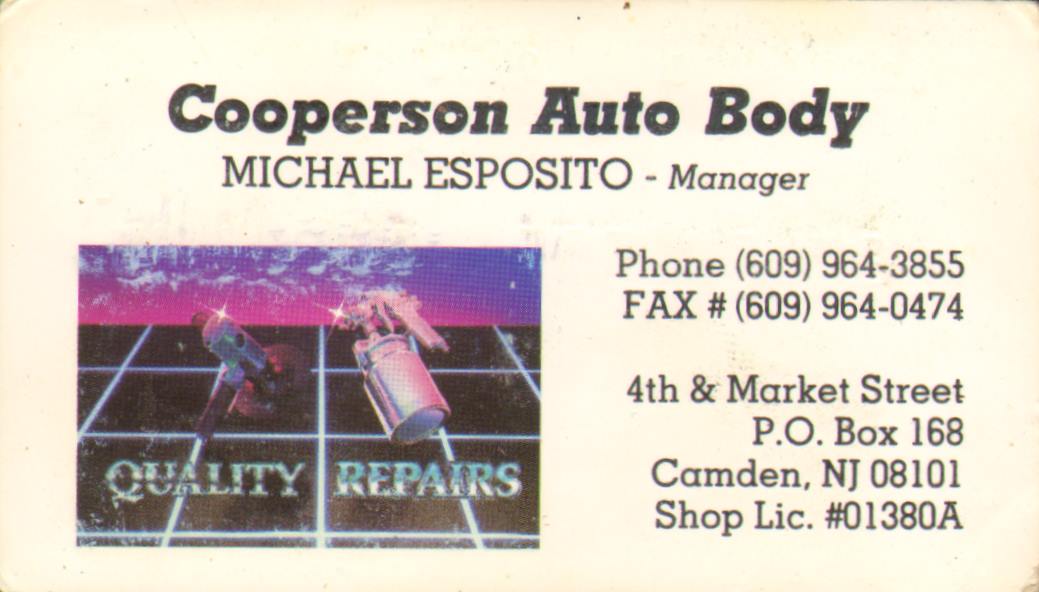 Cooperson Auto Body
MICHAEL ESPOSITO - Manager
Phone (609) 964-3855
FAX # (609) 964-0474
4th & Market Street
P.O. Box 168
Camden, NJ 08101
Shop Lic. #01380A
QUALITY REPAIRS